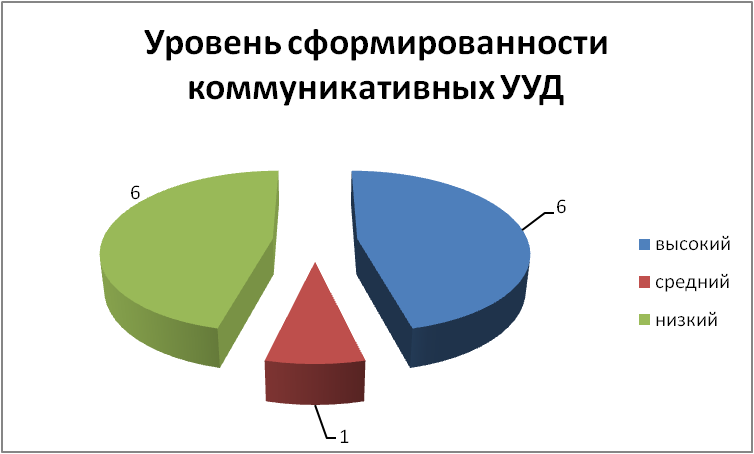 Уровень сформированности
коммуникативных УУД
6
6
высокий
средний
низкий
1